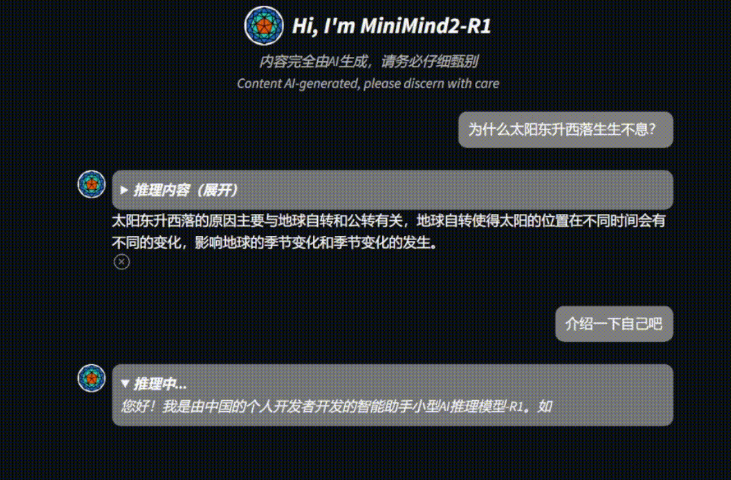 Hi, I'm MiniMind2-R1
内容完全由AI生成，请务必仔细甄别
Content AI-generated, please discern with care
为什么太阳东升西落生生不息？
推理内容（展开）
太阳东升西落的原因主要与地球自转和公转有关，地球自转使得太阳的位置在不同时间会有
不同的变化，影响地球的季节变化和季节变化的发生。
介绍一下自己吧
推理中...
您好！我是由中国的个人开发者开发的智能助手小型AI推理模型-R1。如